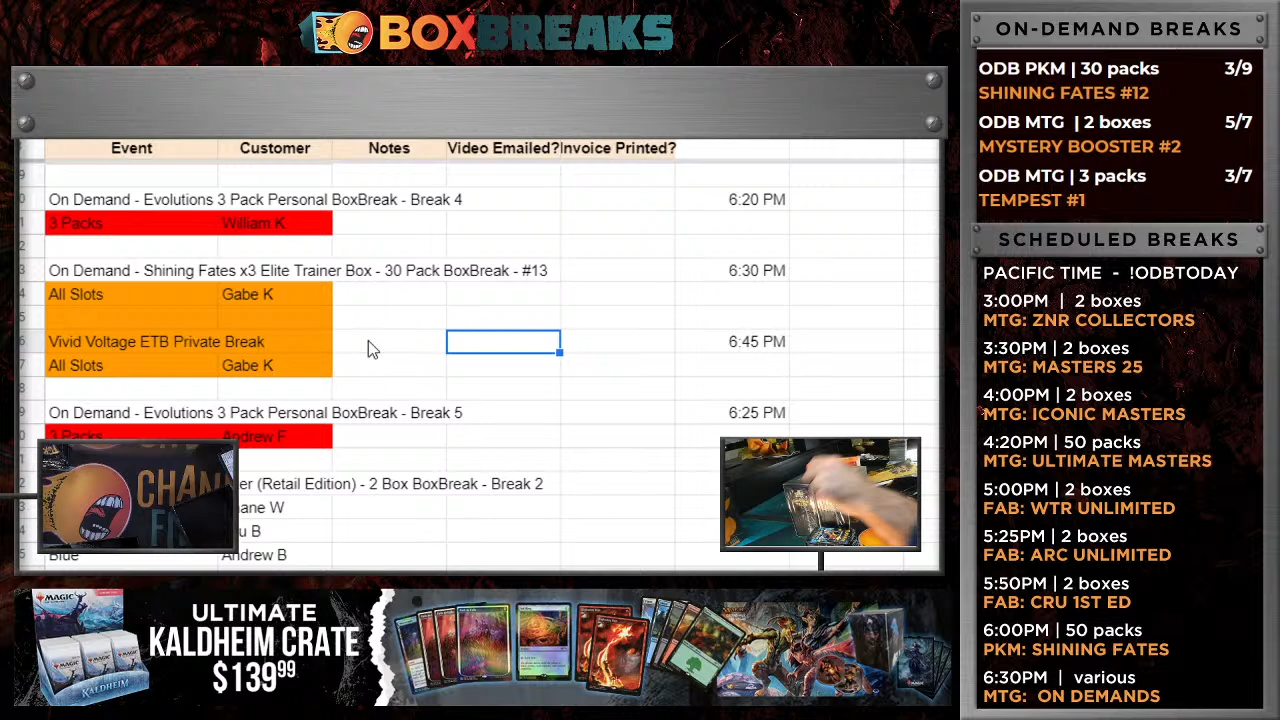 BOXBREAKS
Event Customer Notes Video Emailed? Invoice Printed?
On Demand - Evolutions 3 Pack Personal BoxBreak - Break 4 6:20 PM
3 Packs William K
On Demand - Shining Fates x3 Elite Trainer Box - 30 Pack BoxBreak - #13 6:30 PM
All Slots Gabe K
Vivid Voltage ETB Private Break 6:45 PM
All Slots Gabe K
On Demand - Evolutions 3 Pack Personal BoxBreak - Break 5 6:25 PM
3 Packs Andrew F
er (Retail Edition) - 2 Box BoxBreak - Break 2
ane W
u B
Blue Andrew B
CHAN
ULTIMATE
KALDHEIM CRATE
$139.99
MAGIC
KALDHEIM
ON-DEMAND BREAKS
ODB PKM | 30 packs 3/9
SHINING FATES #12
ODB MTG | 2 boxes 5/7
MYSTERY BOOSTER #2
ODB MTG | 3 packs 3/7
TEMPEST #1
SCHEDULED BREAKS
PACIFIC TIME - !ODBTODAY
3:00PM | 2 boxes
MTG: ZNR COLLECTORS
3:30PM | 2 boxes
MTG: MASTERS 25
4:00PM | 2 boxes
MTG: ICONIC MASTERS
4:20PM | 50 packs
MTG: ULTIMATE MASTERS
5:00PM | 2 boxes
FAB: WTR UNLIMITED
5:25PM | 2 boxes
FAB: ARC UNLIMITED
5:50PM | 2 boxes
FAB: CRU 1ST ED
6:00PM | 50 packs
PKM: SHINING FATES
6:30PM | various
MTG: ON DEMANDS